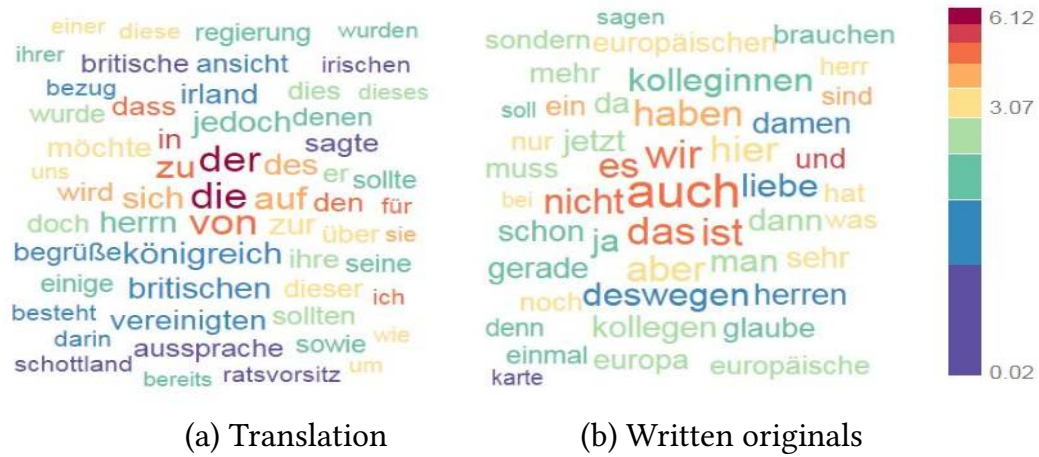 einer diese regierung wurden
ihrer britische ansicht irischen
bezug irland dies dieses
wurde dass jedoch denen
in sagte
möchte zu der des er sollte
uns
wird sich die auf den für
doch herrn von zur über sie
begrüße königreich ihre seine
einige britischen dieser ich
besteht vereinigten sollten
darin aussprache sowie wie
schottland bereits ratsvorsitz um
(a) Translation
sagen
sondern europäischen brauchen
mehr kolleginnen herr
soll ein da haben sind
damen
nur jetzt es wir hier und
muss
bei nicht auch liebe hat
schon ja das ist dann was
gerade aber man sehr
noch deswegen herren
denn kollegen glaube
einmal europa europäische
karte
(b) Written originals
6.12
3.07
0.02